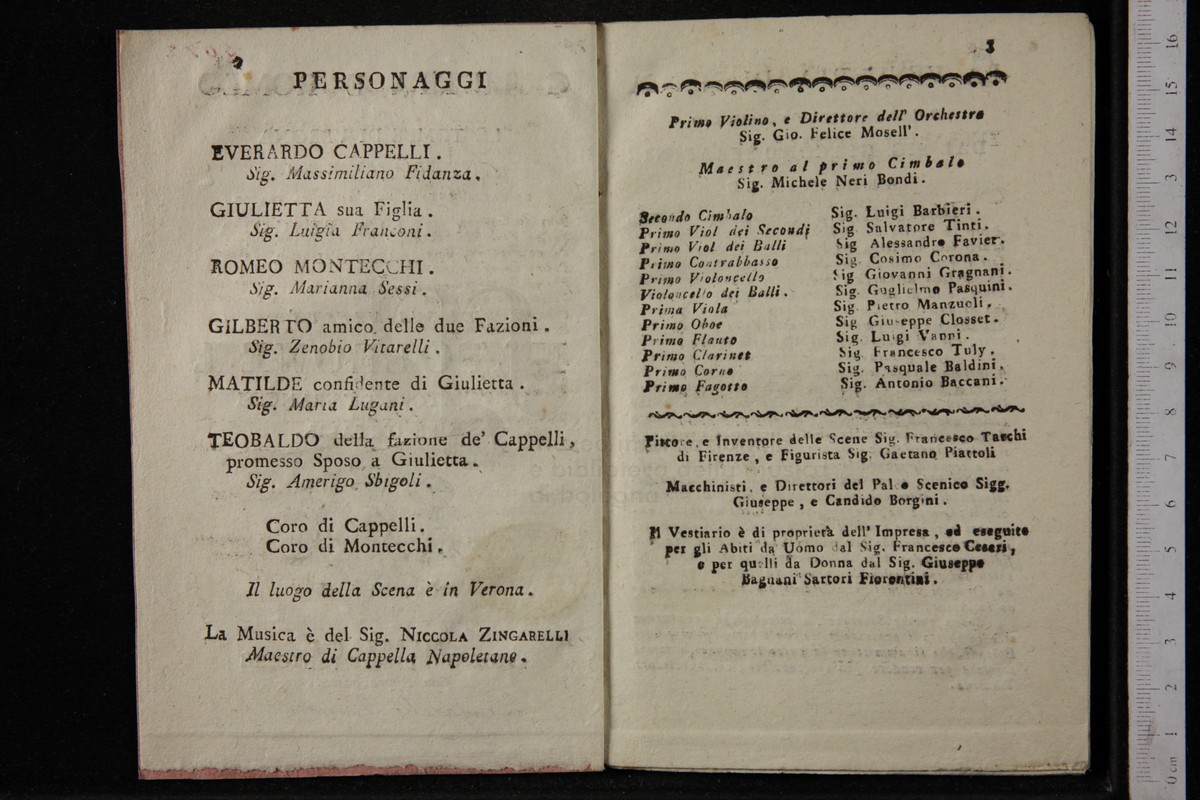 2
PERSONAGGI
EVERARDO CAPPELLI.
Sig. Massimiliano Fidanza.
GIULIETTA sua Figlia.
Sig. Luigia Franconi.
ROMEO MONTECCHI.
Sig. Marianna Sessi.
GILBERTO amico delle due Fazioni.
Sig. Zenobio Vitarelli.
MATILDE confidente di Giulietta.
Sig. Maria Lugani.
TEOBALDO della fazione de' Cappelli,
promesso Sposo a Giulietta.
Sig. Amerigo Sbigoli.
Coro di Cappelli.
Coro di Montecchi.
Il luogo della Scena è in Verona.
La Musica è del Sig. NICCOLA ZINGARELLI
Maestro di Cappella Napoletano.
3
Primo Violino, e Direttore dell' Orchestra
Sig. Gio. Felice Mosell'.
Maestro al primo Cimbalo
Sig. Michele Neri Bondi.
Secondo Cimbalo Sig. Luigi Barbieri.
Primo Viol dei Secondi Sig. Salvatore Tinti.
Primo Viol dei Balli Sig Alessandro Favier.
Primo Contrabbasso Sig. Cosimo Corona.
Primo Violoncello Sig Giovanni Gragnani.
Violoncello dei Balli. Sig. Guglielmo Pasquini.
Prima Viola Sig. Pietro Manzuoli.
Primo Oboe Sig Giuseppe Closset.
Primo Flauto Sig. Luigi Vanni.
Primo Clarinet Sig. Francesco Tuly.
Primo Corno Sig. Pasquale Baldini.
Primo Fagotto Sig. Antonio Baccani.
Pittore, e Inventore delle Scene Sig. Francesco Tarchi
di Firenze, e Figurista Sig. Gaetano Piattoli
Macchinisti, e Direttori del Palco Scenico Sigg.
Giuseppe, e Candido Borgini.
Il Vestiario è di proprietà dell' Impresa, ed eseguito
per gli Abiti da Uomo dal Sig. Francesco Ceseri,
e per quelli da Donna dal Sig. Giuseppe
Bagnani Sartori Fiorentini.